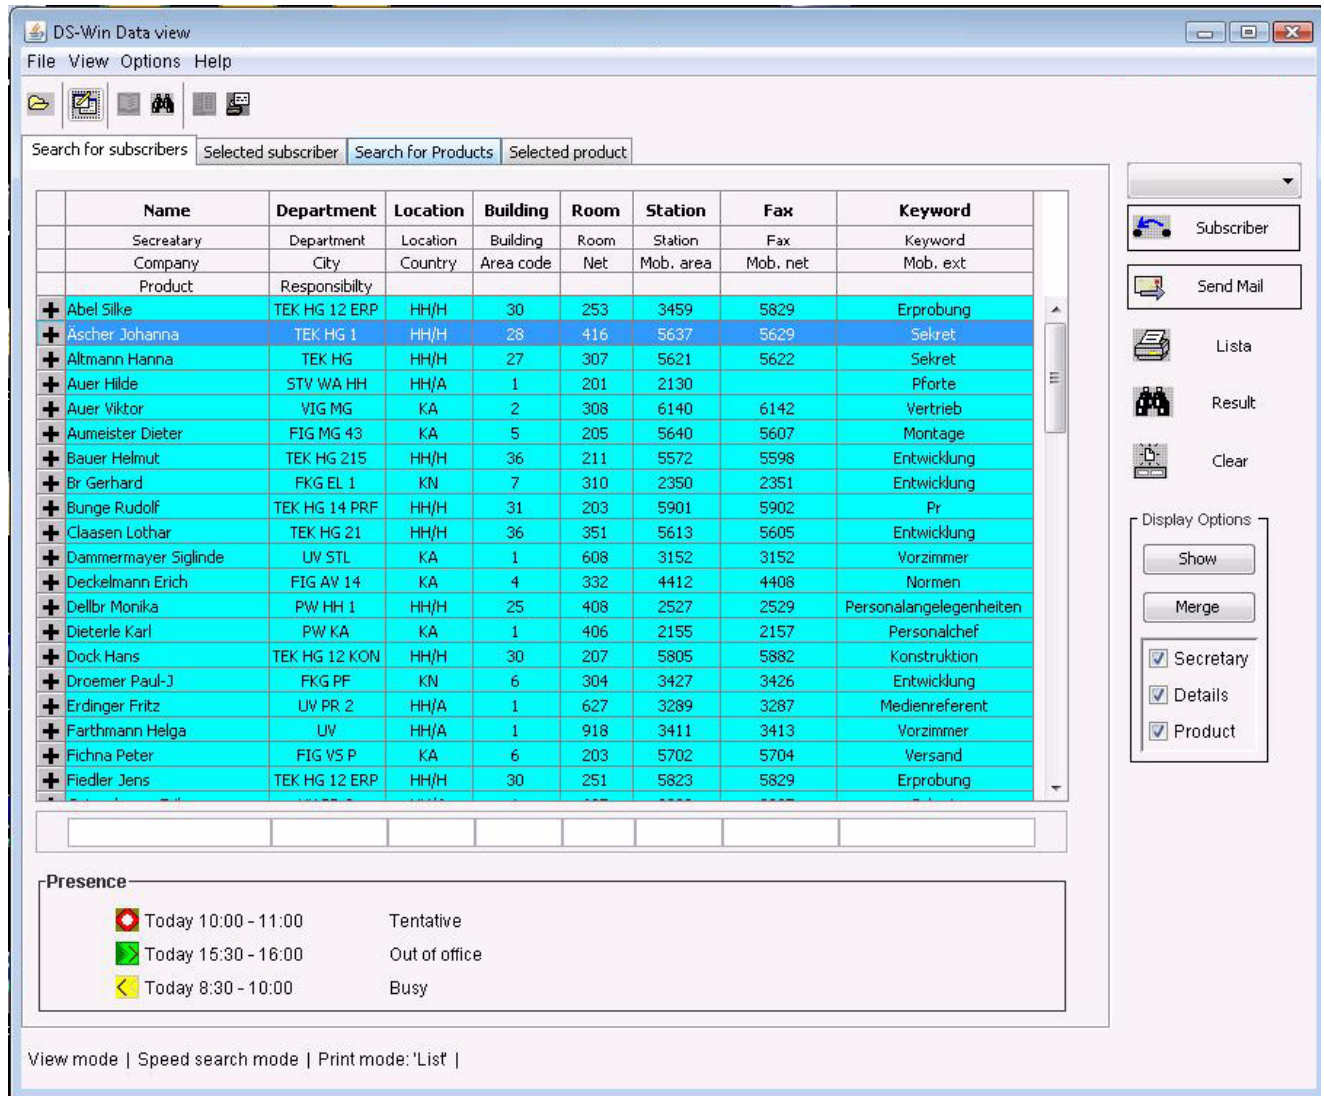 DS-Win Data view
File View Options Help
Search for subscribers Selected subscriber Search for Products Selected product
Name Department Location Building Room Station Fax Keyword
Secreatary Department Location Building Room Station Fax Keyword
Company City Country Area code Net Mob. area Mob. net Mob. ext
Product Responsibilty
Abel Silke TEK HG 12 ERP HH/H 30 253 3459 5829 Erprobung
Äscher Johanna TEK HG 1 HH/H 28 416 5637 5629 Sekret
Altmann Hanna TEK HG HH/H 27 307 5621 5622 Sekret
Auer Hilde STV WA HH HH/A 1 201 2130 Pforte
Auer Viktor VIG MG KA 2 308 6140 6142 Vertrieb
Aumeister Dieter FIG MG 43 KA 5 205 5640 5607 Montage
Bauer Helmut TEK HG 215 HH/H 36 211 5572 5598 Entwicklung
Br Gerhard FKG EL 1 KN 7 310 2350 2351 Entwicklung
Bunge Rudolf TEK HG 14 PRF HH/H 31 203 5901 5902 Pr
Claasen Lothar TEK HG 21 HH/H 36 351 5613 5605 Entwicklung
Dammermayer Siglinde UV STL KA 1 608 3152 3152 Vorzimmer
Deckelmann Erich FIG AV 14 KA 4 332 4412 4408 Normen
Dellbr Monika PW HH 1 HH/H 25 408 2527 2529 Personalangelegenheiten
Dieterle Karl PW KA KA 1 406 2155 2157 Personalchef
Dock Hans TEK HG 12 KON HH/H 30 207 5805 5882 Konstruktion
Droemer Paul-J FKG PF KN 6 304 3427 3426 Entwicklung
Erdinger Fritz UV PR 2 HH/A 1 627 3289 3287 Medienreferent
Farthmann Helga UV HH/A 1 918 3411 3413 Vorzimmer
Fichna Peter FIG VS P KA 6 203 5702 5704 Versand
Fiedler Jens TEK HG 12 ERP HH/H 30 251 5823 5829 Erprobung
Presence
Today 10:00 - 11:00 Tentative
Today 15:30 - 16:00 Out of office
Today 8:30 - 10:00 Busy
View mode | Speed search mode | Print mode: 'List' |
Subscriber
Send Mail
Lista
Result
Clear
Display Options
Show
Merge
Secretary
Details
Product